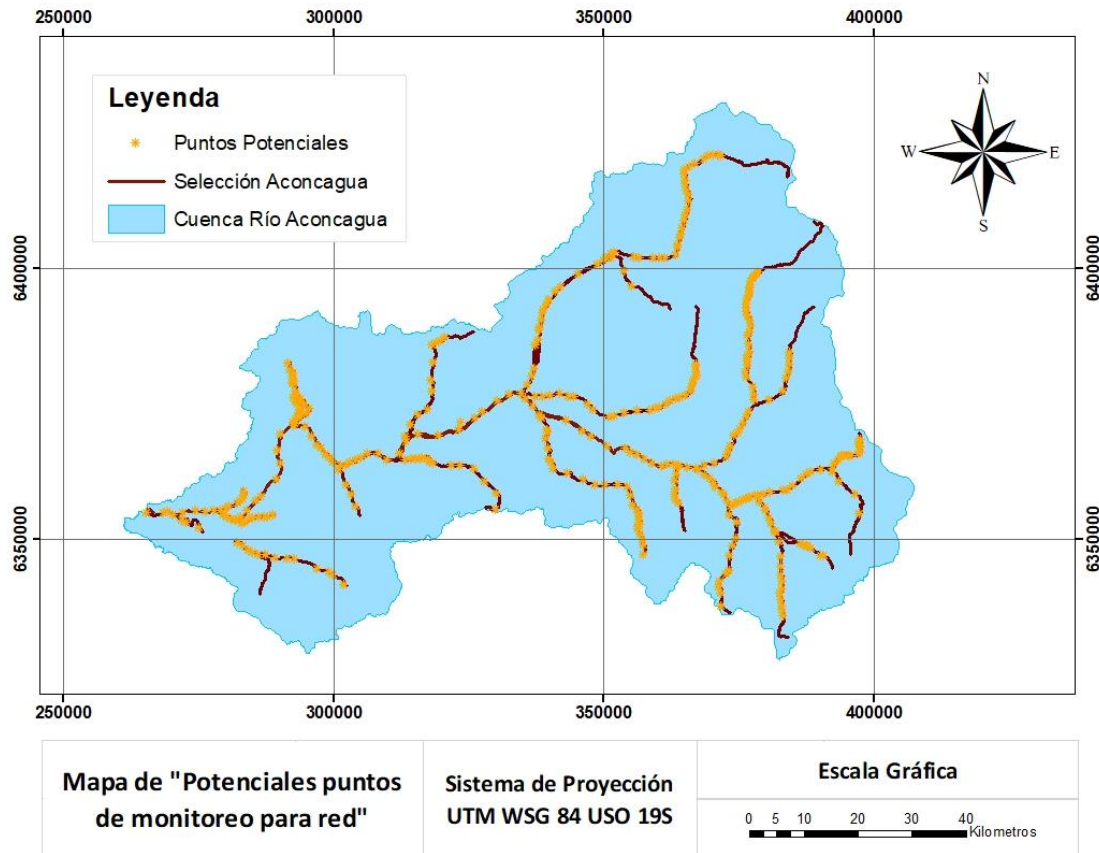 250000 300000 350000 400000
Leyenda
Puntos Potenciales
Selección Aconcagua
Cuenca Río Aconcagua
N
W E
S
6400000 6400000
6350000 6350000
250000 300000 350000 400000
Mapa de "Potenciales puntos
de monitoreo para red"
Sistema de Proyección
UTM WSG 84 USO 19S
Escala Gráfica
0 5 10 20 30 40
Kilometros